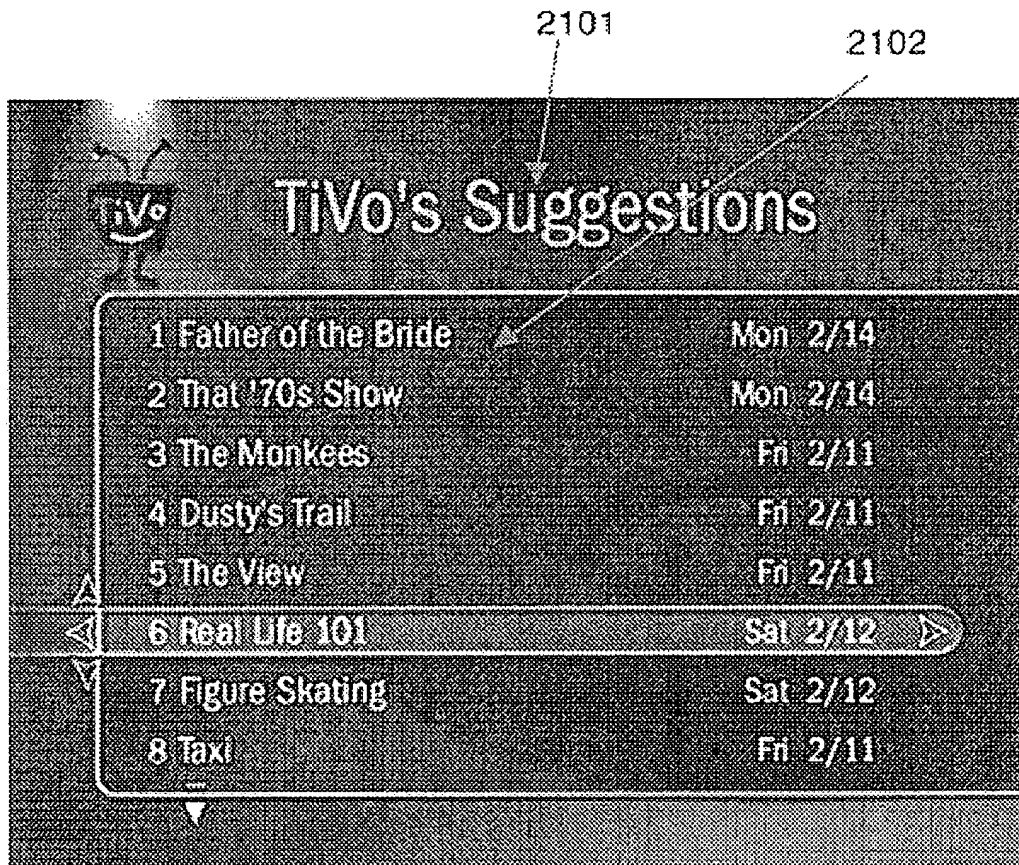 2101
2102
TiVo
TiVo's Suggestions
1 Father of the Bride Mon 2/14
2 That '70s Show Mon 2/14
3 The Monkees Fri 2/11
4 Dusty's Trail Fri 2/11
5 The View Fri 2/11
6 Real Life 101 Sat 2/12
7 Figure Skating Sat 2/12
8 Taxi Fri 2/11